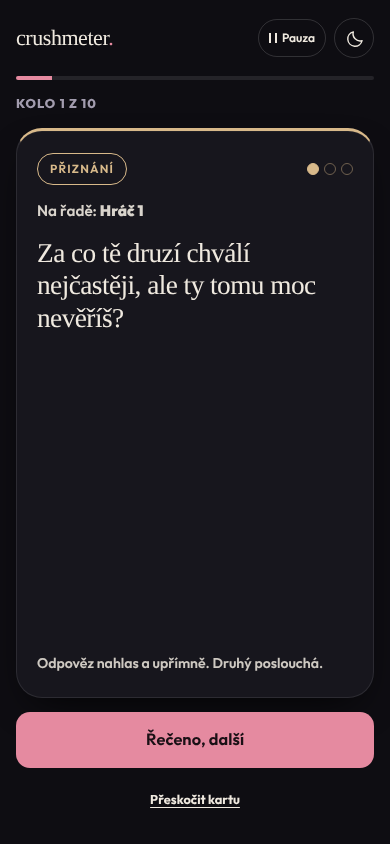 crushmeter.
Pauza
KOLO 1 Z 10
PŘIZNÁNÍ
Na řadě: Hráč 1
Za co tě druzí chválí
nejčastěji, ale ty tomu moc
nevěříš?
Odpověz nahlas a upřímně. Druhý poslouchá.
Řečeno, další
Přeskočit kartu